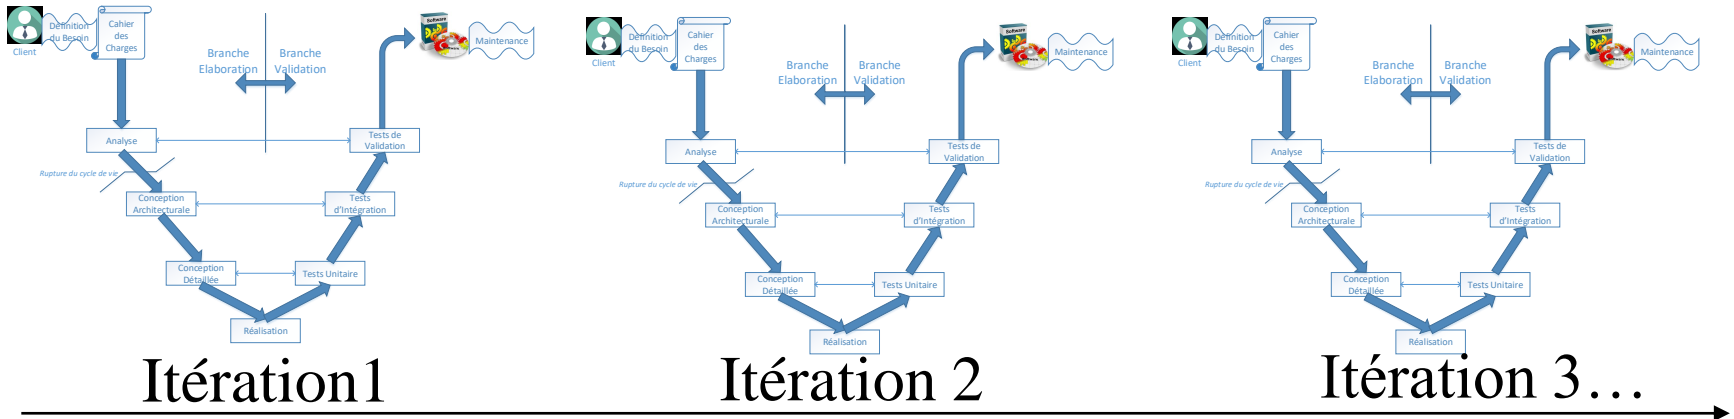 Client
Définition
du Besoin
Cahier
des
Charges
Branche
Elaboration
Branche
Validation
Software
Maintenance
Analyse
Tests de
Validation
Rupture du cycle de vie
Conception
Architecturale
Tests
d'Intégration
Conception
Détaillée
Tests Unitaire
Réalisation
Itération1
Client
Définition
du Besoin
Cahier
des
Charges
Branche
Elaboration
Branche
Validation
Software
Maintenance
Analyse
Tests de
Validation
Rupture du cycle de vie
Conception
Architecturale
Tests
d'Intégration
Conception
Détaillée
Tests Unitaire
Réalisation
Itération 2
Client
Définition
du Besoin
Cahier
des
Charges
Branche
Elaboration
Branche
Validation
Software
Maintenance
Analyse
Tests de
Validation
Rupture du cycle de vie
Conception
Architecturale
Tests
d'Intégration
Conception
Détaillée
Tests Unitaire
Réalisation
Itération 3…